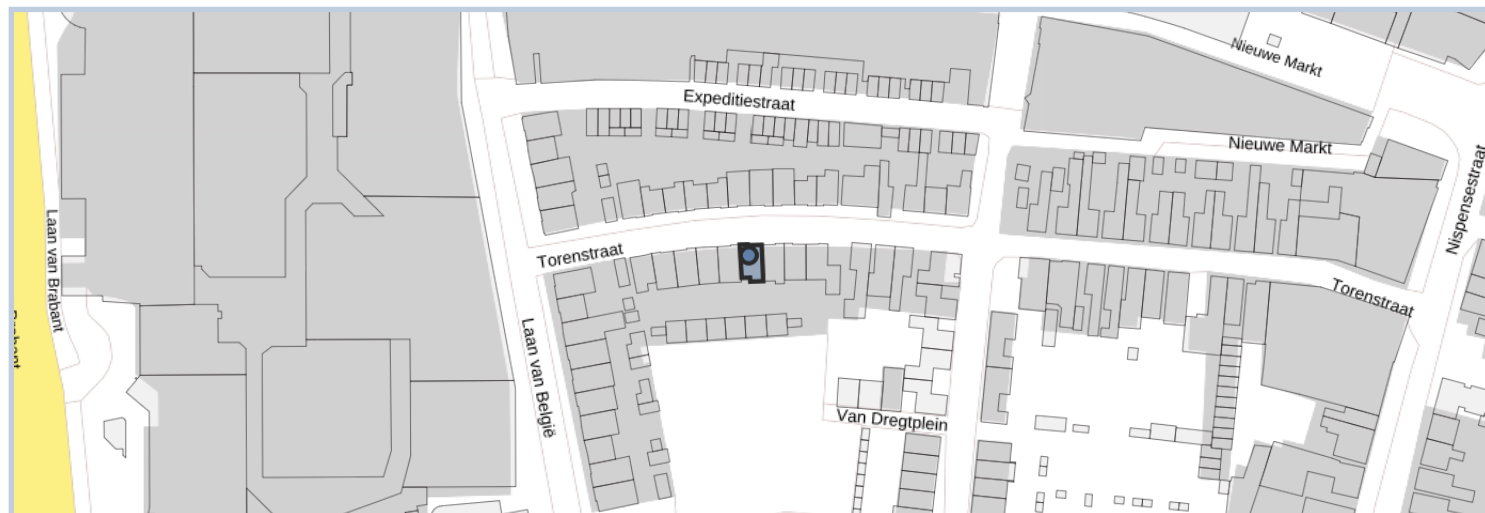 Nieuwe Markt
Expeditiestraat
Nieuwe Markt
Nispensestraat
Laan van Brabant
Torenstraat
Torenstraat
Laan van België
Van Dregtplein